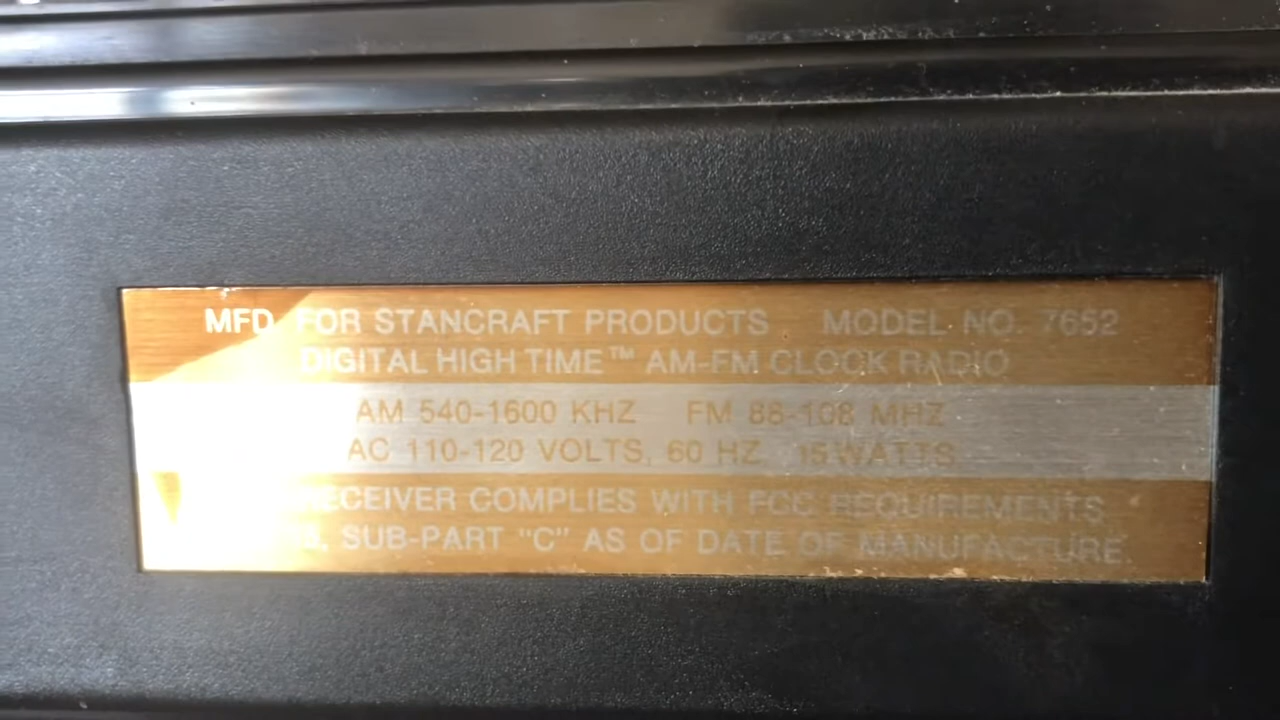 MFD. FOR STANCRAFT PRODUCTS MODEL NO. 7652
DIGITAL HIGH TIME™ AM-FM CLOCK RADIO
AM 540-1600 KHZ FM 88-108 MHZ
AC 110-120 VOLTS, 60 HZ 15 WATTS
RECEIVER COMPLIES WITH FCC REQUIREMENTS
SUB-PART "C" AS OF DATE OF MANUFACTURE.